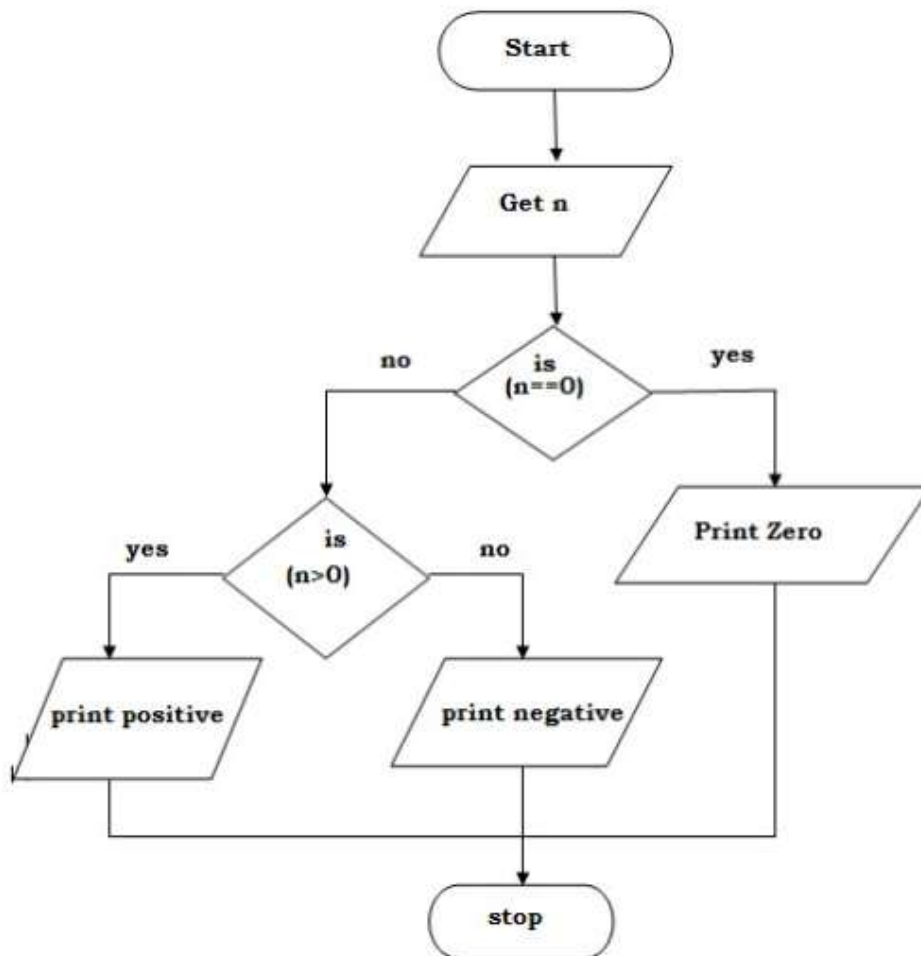 Start
Get n
no
is
yes
(n==0)
Print Zero
yes
is
no
(n>0)
print positive
print negative
stop